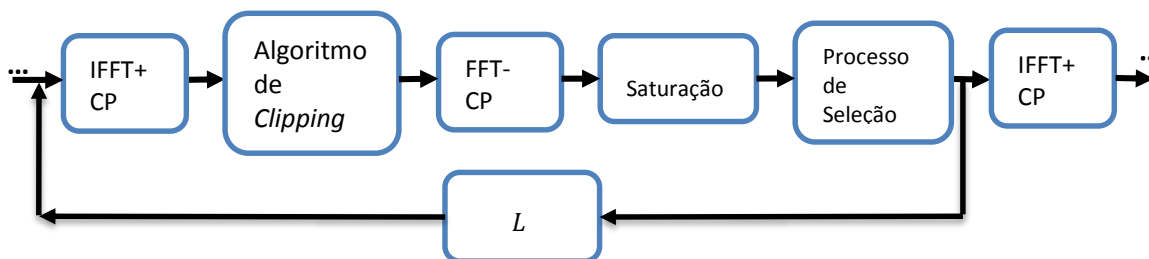 ...
IFFT+
CP
Algoritmo
de
Clipping
FFT-
CP
Saturação
Processo
de
Seleção
IFFT+
CP
..
L